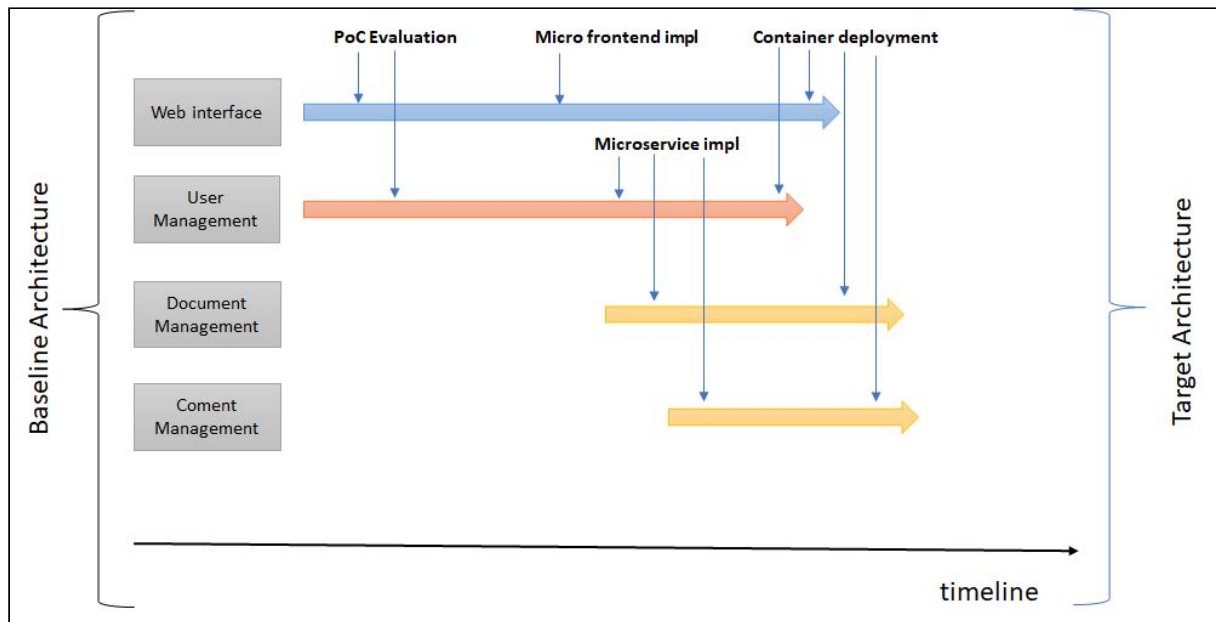 PoC Evaluation
Micro frontend impl
Container deployment
Web interface
Microservice impl
User
Management
Document
Management
Coment
Management
Baseline Architecture
Target Architecture
timeline